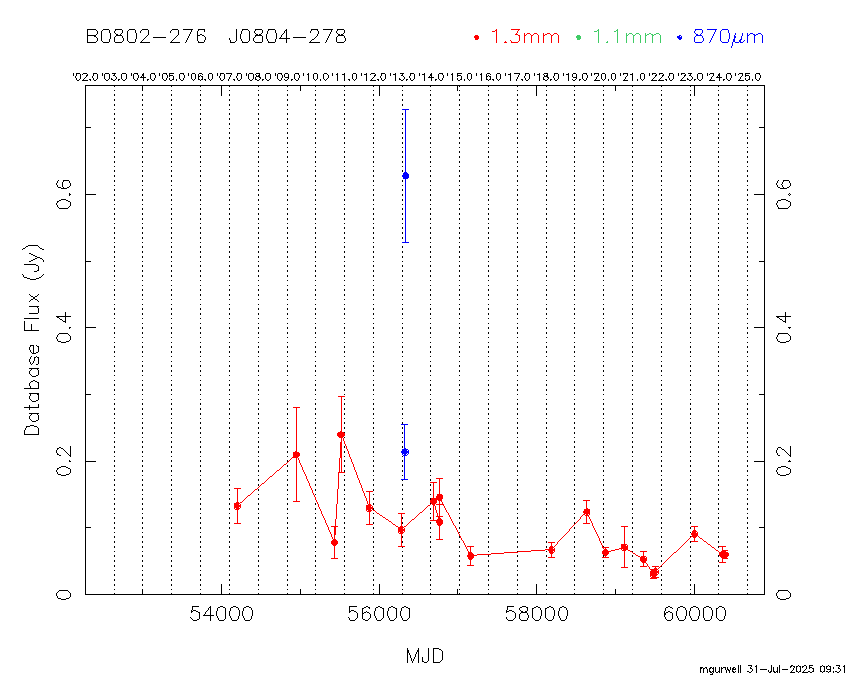 B0802-276 J0804-278 1.3mm 1.1mm 870μm
'02.0 '03.0 '04.0 '05.0 '06.0 '07.0 '08.0 '09.0 '10.0 '11.0 '12.0 '13.0 '14.0 '15.0 '16.0 '17.0 '18.0 '19.0 '20.0 '21.0 '22.0 '23.0 '24.0 '25.0
0.6 0.6
0.4 0.4
0.2 0.2
0 0
Database Flux (Jy)
54000 56000 58000 60000
MJD
mgurwell 31-Jul-2025 09:31